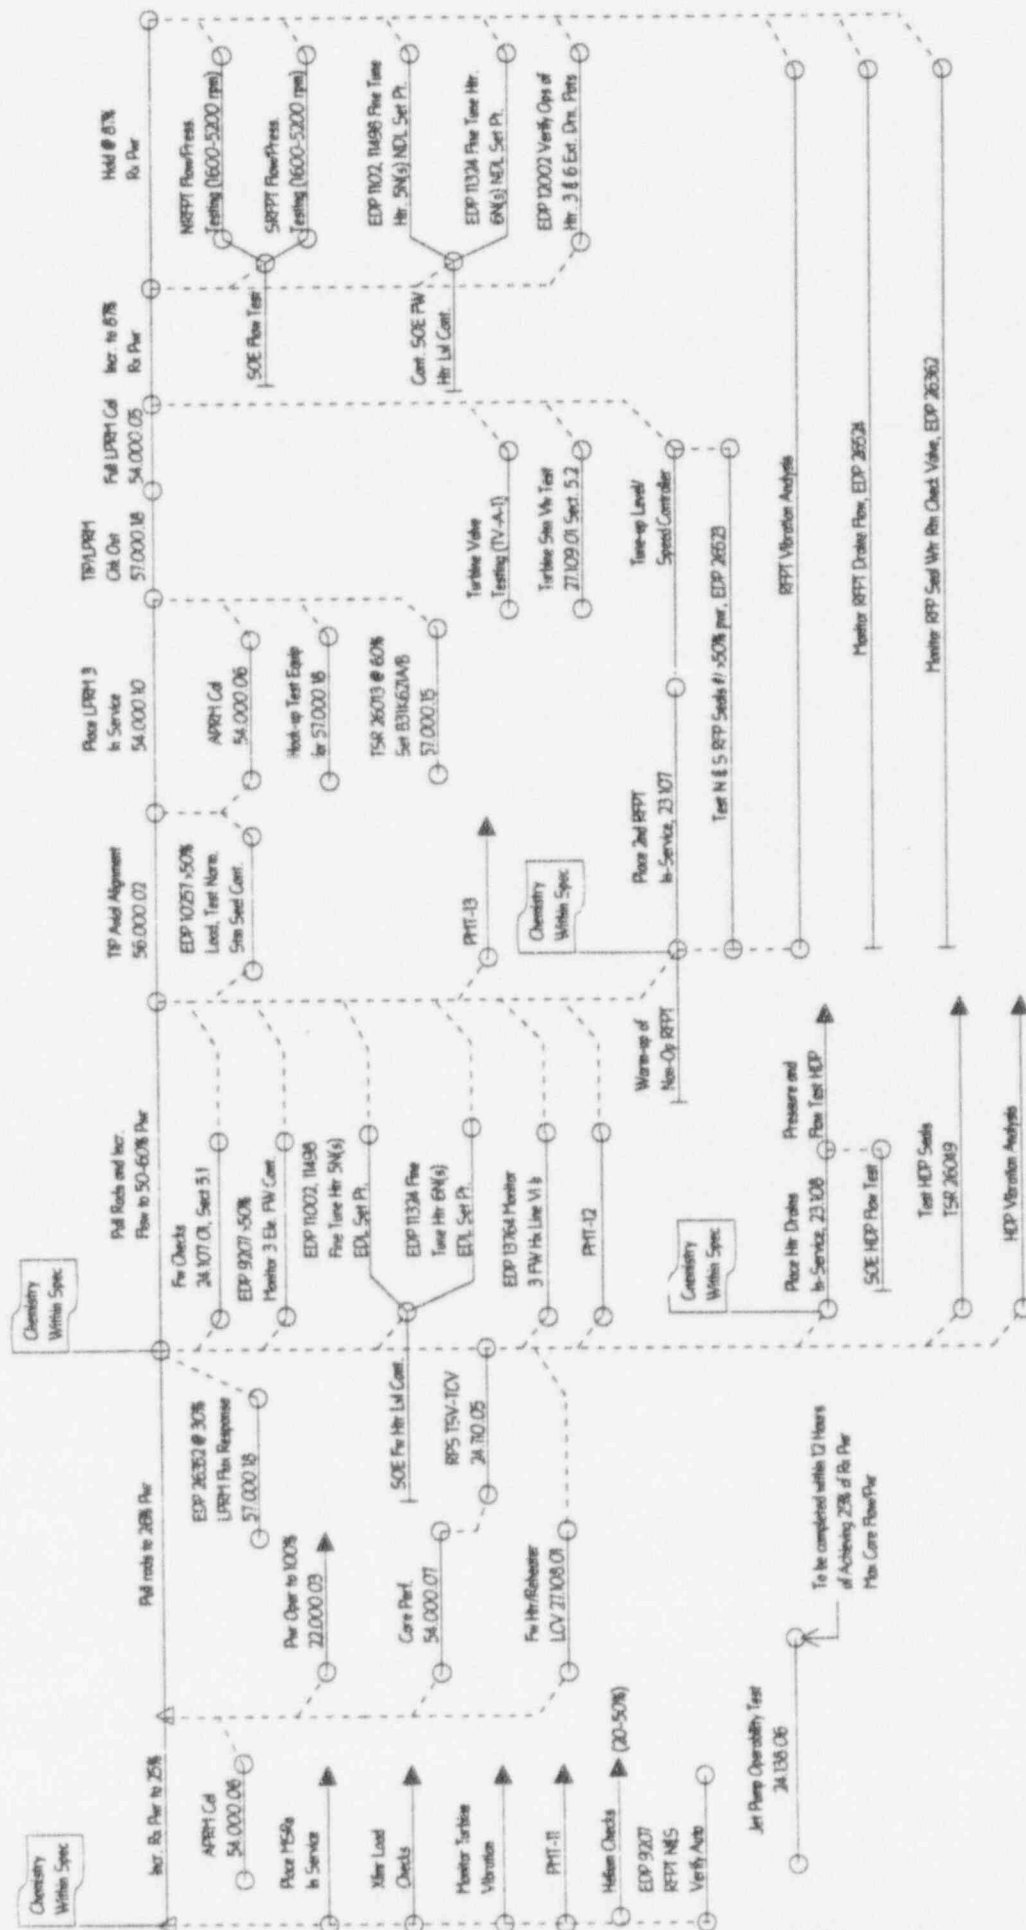 Chemistry
Within Spec
Incr. Rx Pwr to 25%
APRM Cal
54.000.06
Place MSRs
In Service
Xfmr Load
Checks
Monitor Turbine
Vibration
PMT-11
Checks
(20-50%)
EDP 9207
RFPT N&S
Verify Auto
Jet Pump Operability Test
24.138.06
To be completed within 12 Hours
of Achieving 25% of Rx Pwr
Max Core Flow/Pwr
Pull rods to 28% Pwr
EDP 26352 @ 30%
LPRM Flux Response
57.000.18
Pwr Oper to 100%
22.000.03
Core Perf.
54.000.07
RPS TSV-TCV
24.110.05
Fw Htr/Reheater
LCV 27.108.01
SOE Fw Htr Lvl Cont.
Chemistry
Within Spec
Pull Rods and Incr.
Flow to 50-60% Pwr
Fw Checks
24.107.01, Sect 5.1
EDP 9207 >50%
Monitor 3 Ele. FW Cont.
EDP 11002, 11498
Fine Tune Htr 5N(s)
EDL Set Pt.
EDP 11324 Fine
Tune Htr 6N(s)
EDL Set Pt.
EDP 13764 Monitor
3 FW Htr Line
PMT-12
Chemistry
Within Spec
Place Htr Drains
In-Service, 23.108
Pressure and
Flow Test HDP
SOE HDP Flow Test
Test HDP Seals
TSR 26049
HDP Vibration Analysis
TIP Axial Alignment
56.000.02
EDP 10257 >50%
Load, Test Norm.
Stm Seal Cont.
PMT-13
Chemistry
Within Spec
Warm-up of
Non-Op RFPT
Place 2nd RFPT
In-Service, 23.107
Tune-up Level/
Speed Controller
Test N & S RFP Seals @ >50% pwr, EDP 26523
RFPT Vibration Analysis
Monitor RFPT Drains Flow, EDP 26524
Monitor RFP Seal Wtr Rtn Check Valve, EDP 26362
Place LPRM 3
In Service
54.000.10
APRM Cal
54.000.06
Hook-up Test Equip
for 57.000.18
TSR 26013 @ 60%
Set B31K621A/B
57.000.15
TIP/LPRM
Chk Out
57.000.18
Full LPRM Cal
54.000.05
Turbine Valve
Testing (TV-A-1)
Turbine Stm Vlv Test
27.109.01 Sect. 5.2
Incr. to 87%
Rx Pwr
SOE Flow Test
Cont. SOE FW
Htr Lvl Cont.
Hold @ 87%
Rx Pwr
NRFPT Flow/Press.
Testing (1600-5200 rpm)
SRFPT Flow/Press.
Testing (1600-5200 rpm)
EDP 11002, 11498 Fine Tune
Htr. 5N(s) NDL Set Pt.
EDP 11324 Fine Tune Htr.
6N(s) NDL Set Pt.
EDP 12002 Verify Ops of
Htr. 3 & 6 Ext. Drn. Pots